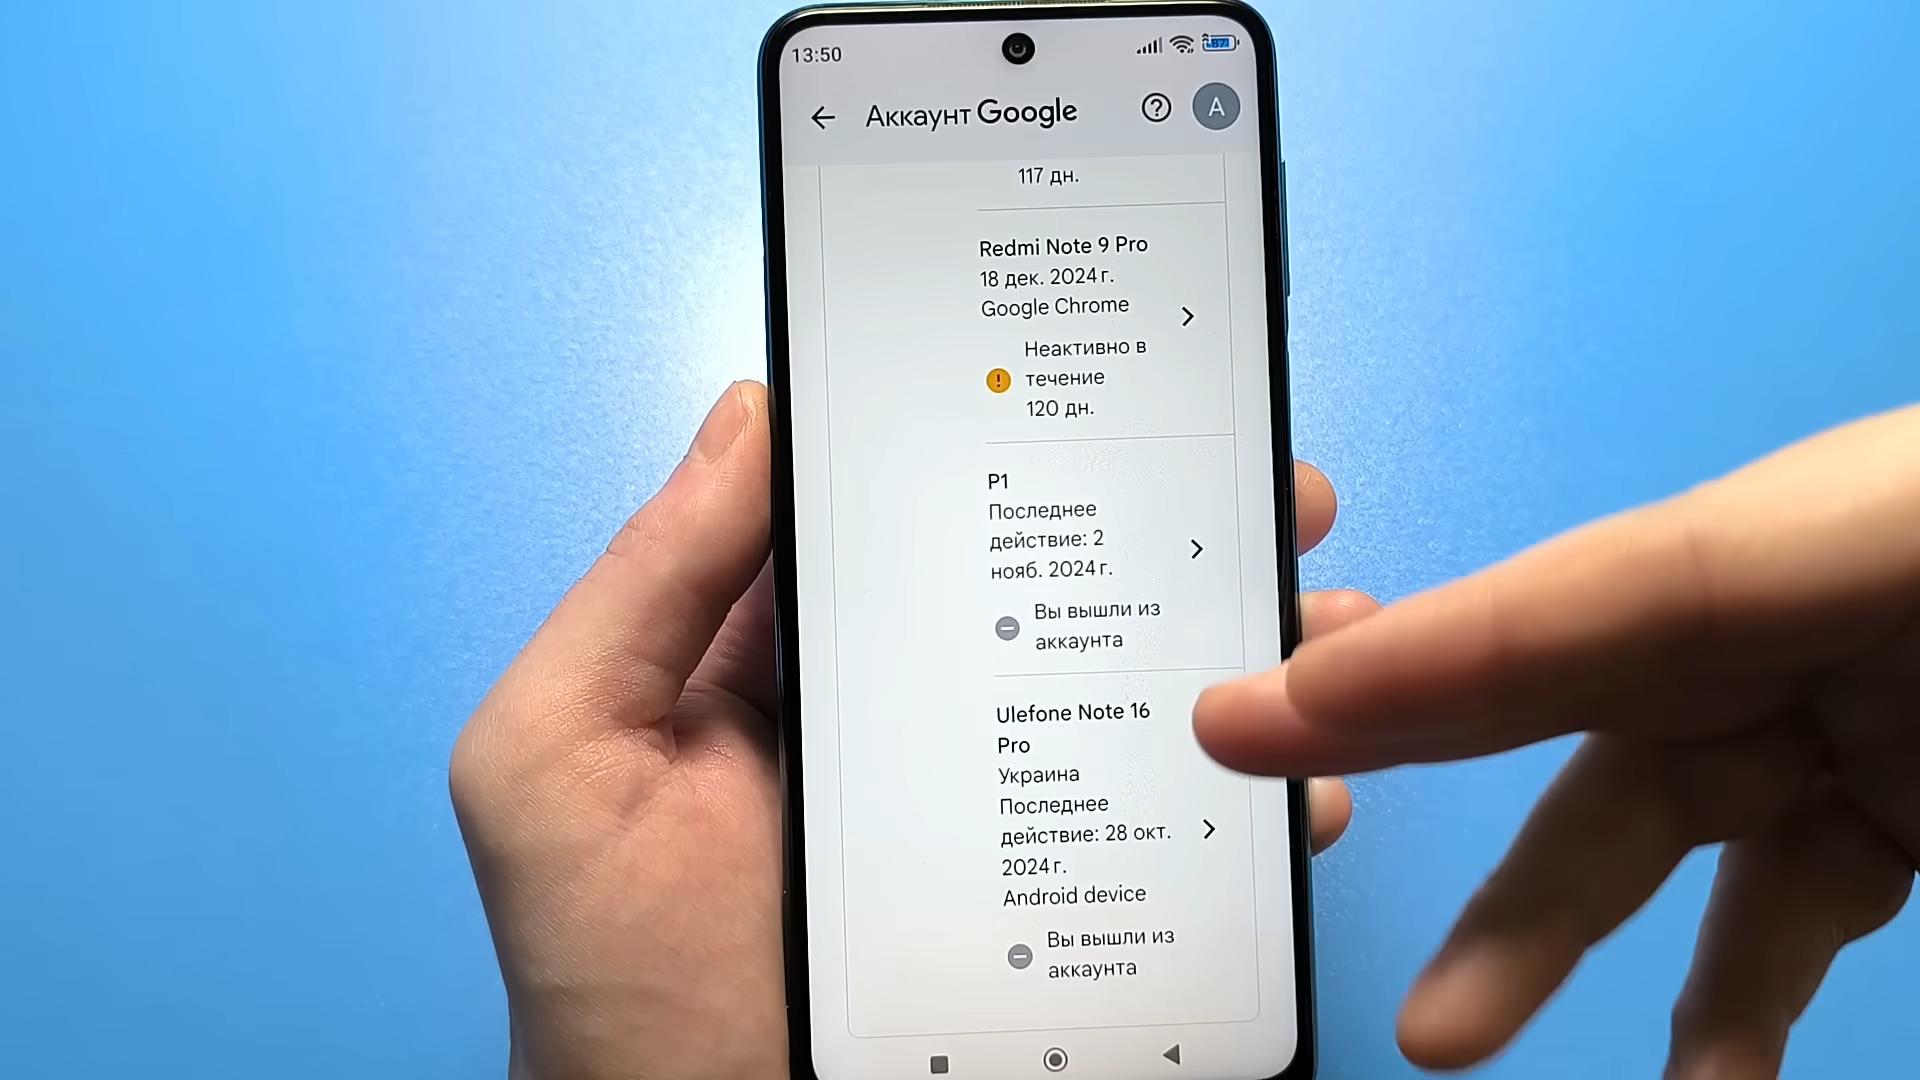 13:50
87
Аккаунт Google
A
117 дн.
Redmi Note 9 Pro
18 дек. 2024 г.
Google Chrome
Неактивно в
течение
120 дн.
P1
Последнее
действие: 2
нояб. 2024 г.
Вы вышли из
аккаунта
Ulefone Note 16
Pro
Украина
Последнее
действие: 28 окт.
2024 г.
Android device
Вы вышли из
аккаунта